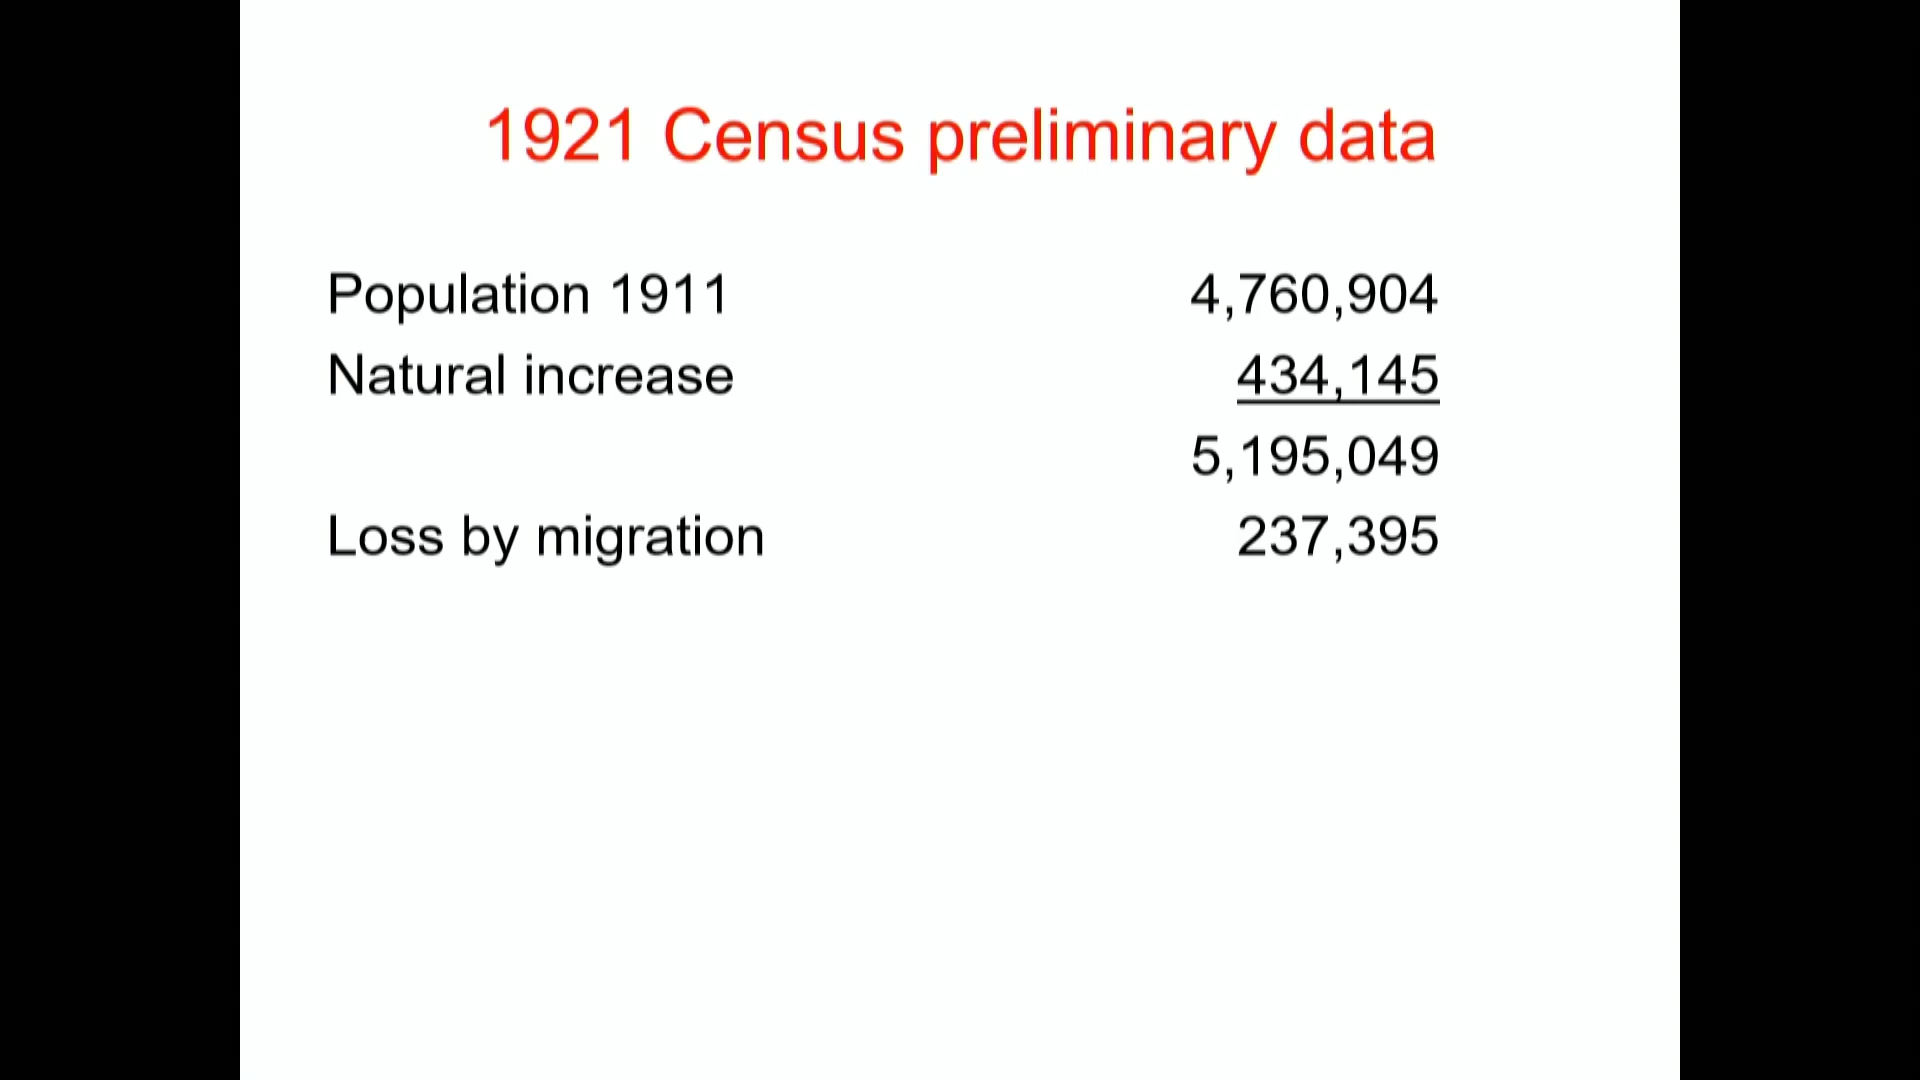 1921 Census preliminary data
Population 1911 4,760,904
Natural increase 434,145
5,195,049
Loss by migration 237,395